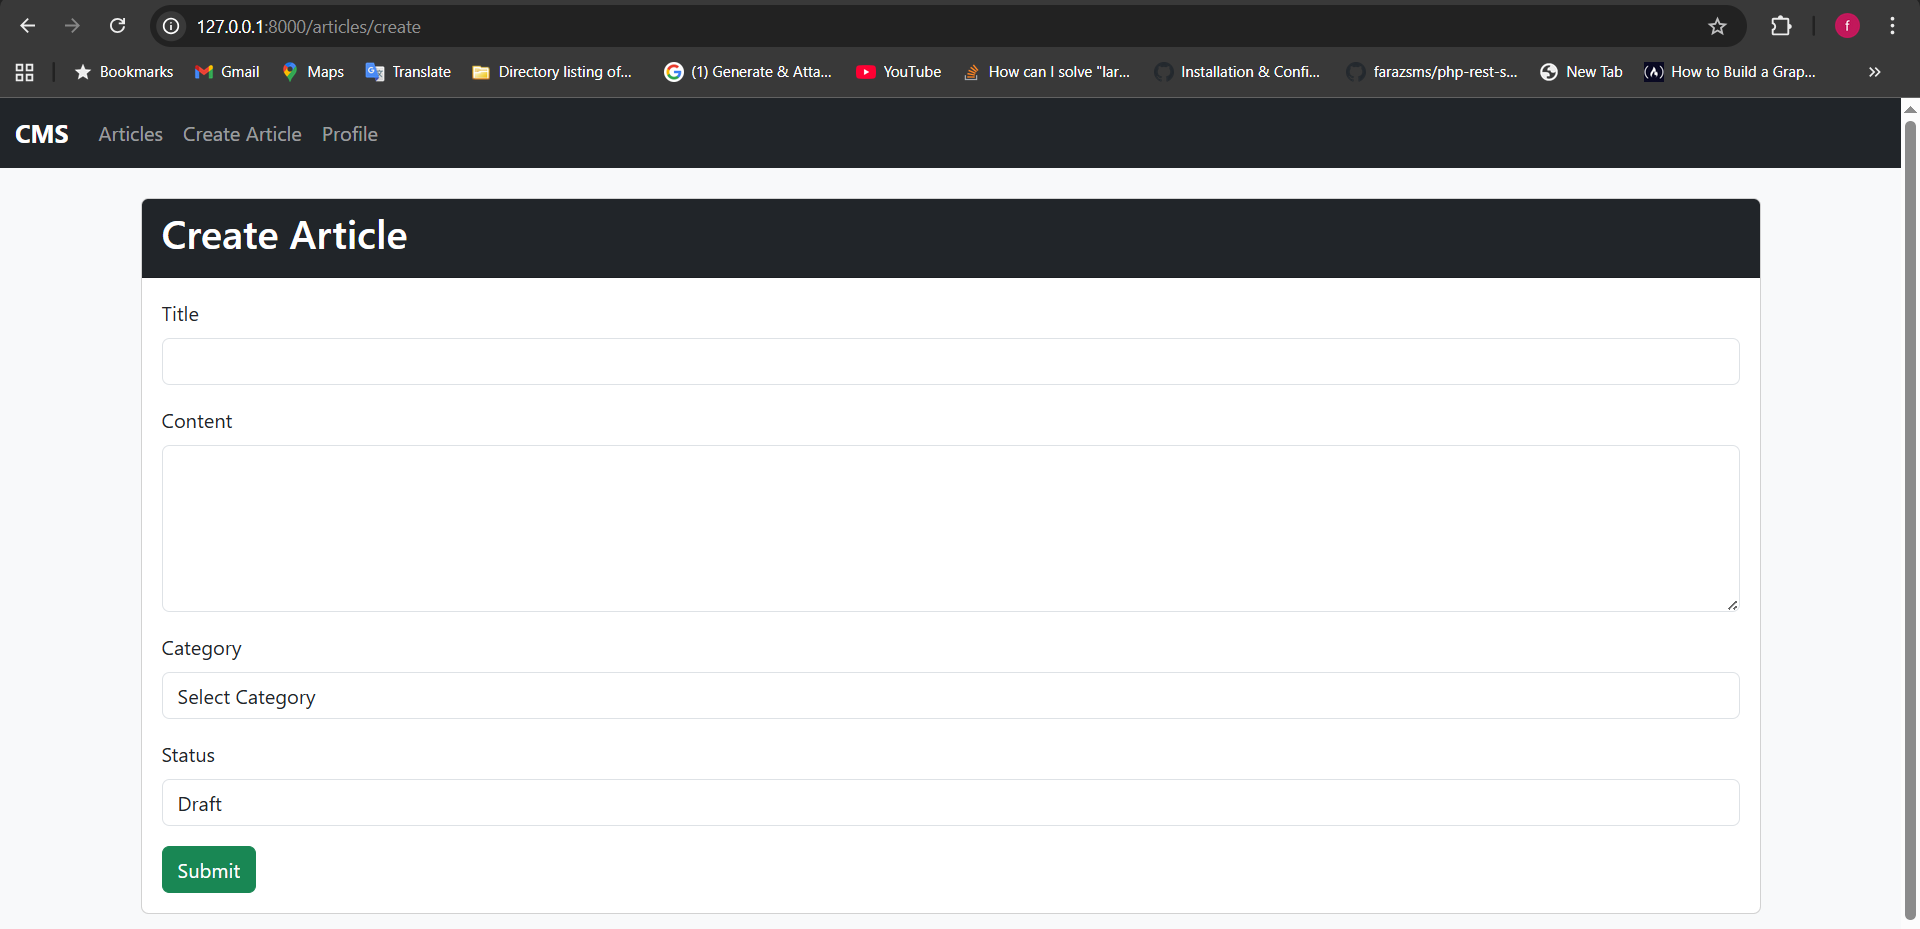 127.0.0.1:8000/articles/create
f
Bookmarks Gmail Maps Translate Directory listing of... (1) Generate & Atta... YouTube How can I solve "lar... Installation & Confi... farazsms/php-rest-s... New Tab How to Build a Grap... »
CMS Articles Create Article Profile
Create Article
Title
Content
Category
Select Category
Status
Draft
Submit